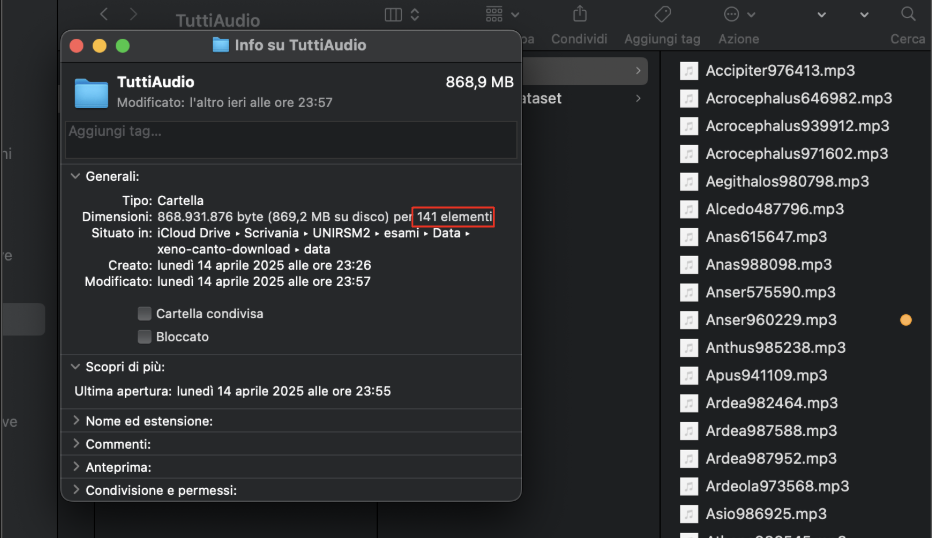 TuttiAudio
Condividi
Aggiungi tag
Azione
Cerca
Info su TuttiAudio
TuttiAudio
868,9 MB
Modificato: l'altro ieri alle ore 23:57
Aggiungi tag...
Generali:
Tipo: Cartella
Dimensioni: 868.931.876 byte (869,2 MB su disco) per 141 elementi
Situato in: iCloud Drive ▸ Scrivania ▸ UNIRSM2 ▸ esami ▸ Data ▸
xeno-canto-download ▸ data
Creato: lunedì 14 aprile 2025 alle ore 23:26
Modificato: lunedì 14 aprile 2025 alle ore 23:57
Cartella condivisa
Bloccato
Scopri di più:
Ultima apertura: lunedì 14 aprile 2025 alle ore 23:55
Nome ed estensione:
Commenti:
Anteprima:
Condivisione e permessi:
Accipiter976413.mp3
Acrocephalus646982.mp3
Acrocephalus939912.mp3
Acrocephalus971602.mp3
Aegithalos980798.mp3
Alcedo487796.mp3
Anas615647.mp3
Anas988098.mp3
Anser575590.mp3
Anser960229.mp3
Anthus985238.mp3
Apus941109.mp3
Ardea982464.mp3
Ardea987588.mp3
Ardea987952.mp3
Ardeola973568.mp3
Asio986925.mp3